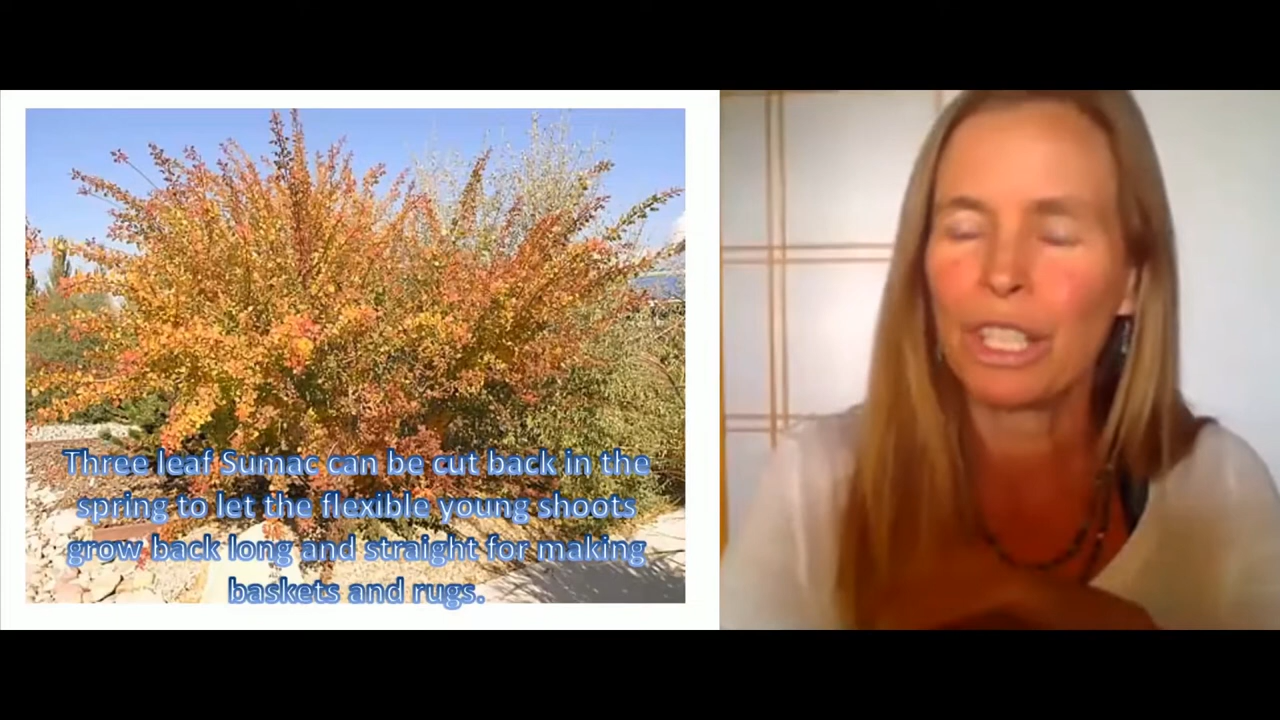 Three leaf Sumac can be cut back in the
spring to let the flexible young shoots
grow back long and straight for making
baskets and rugs.